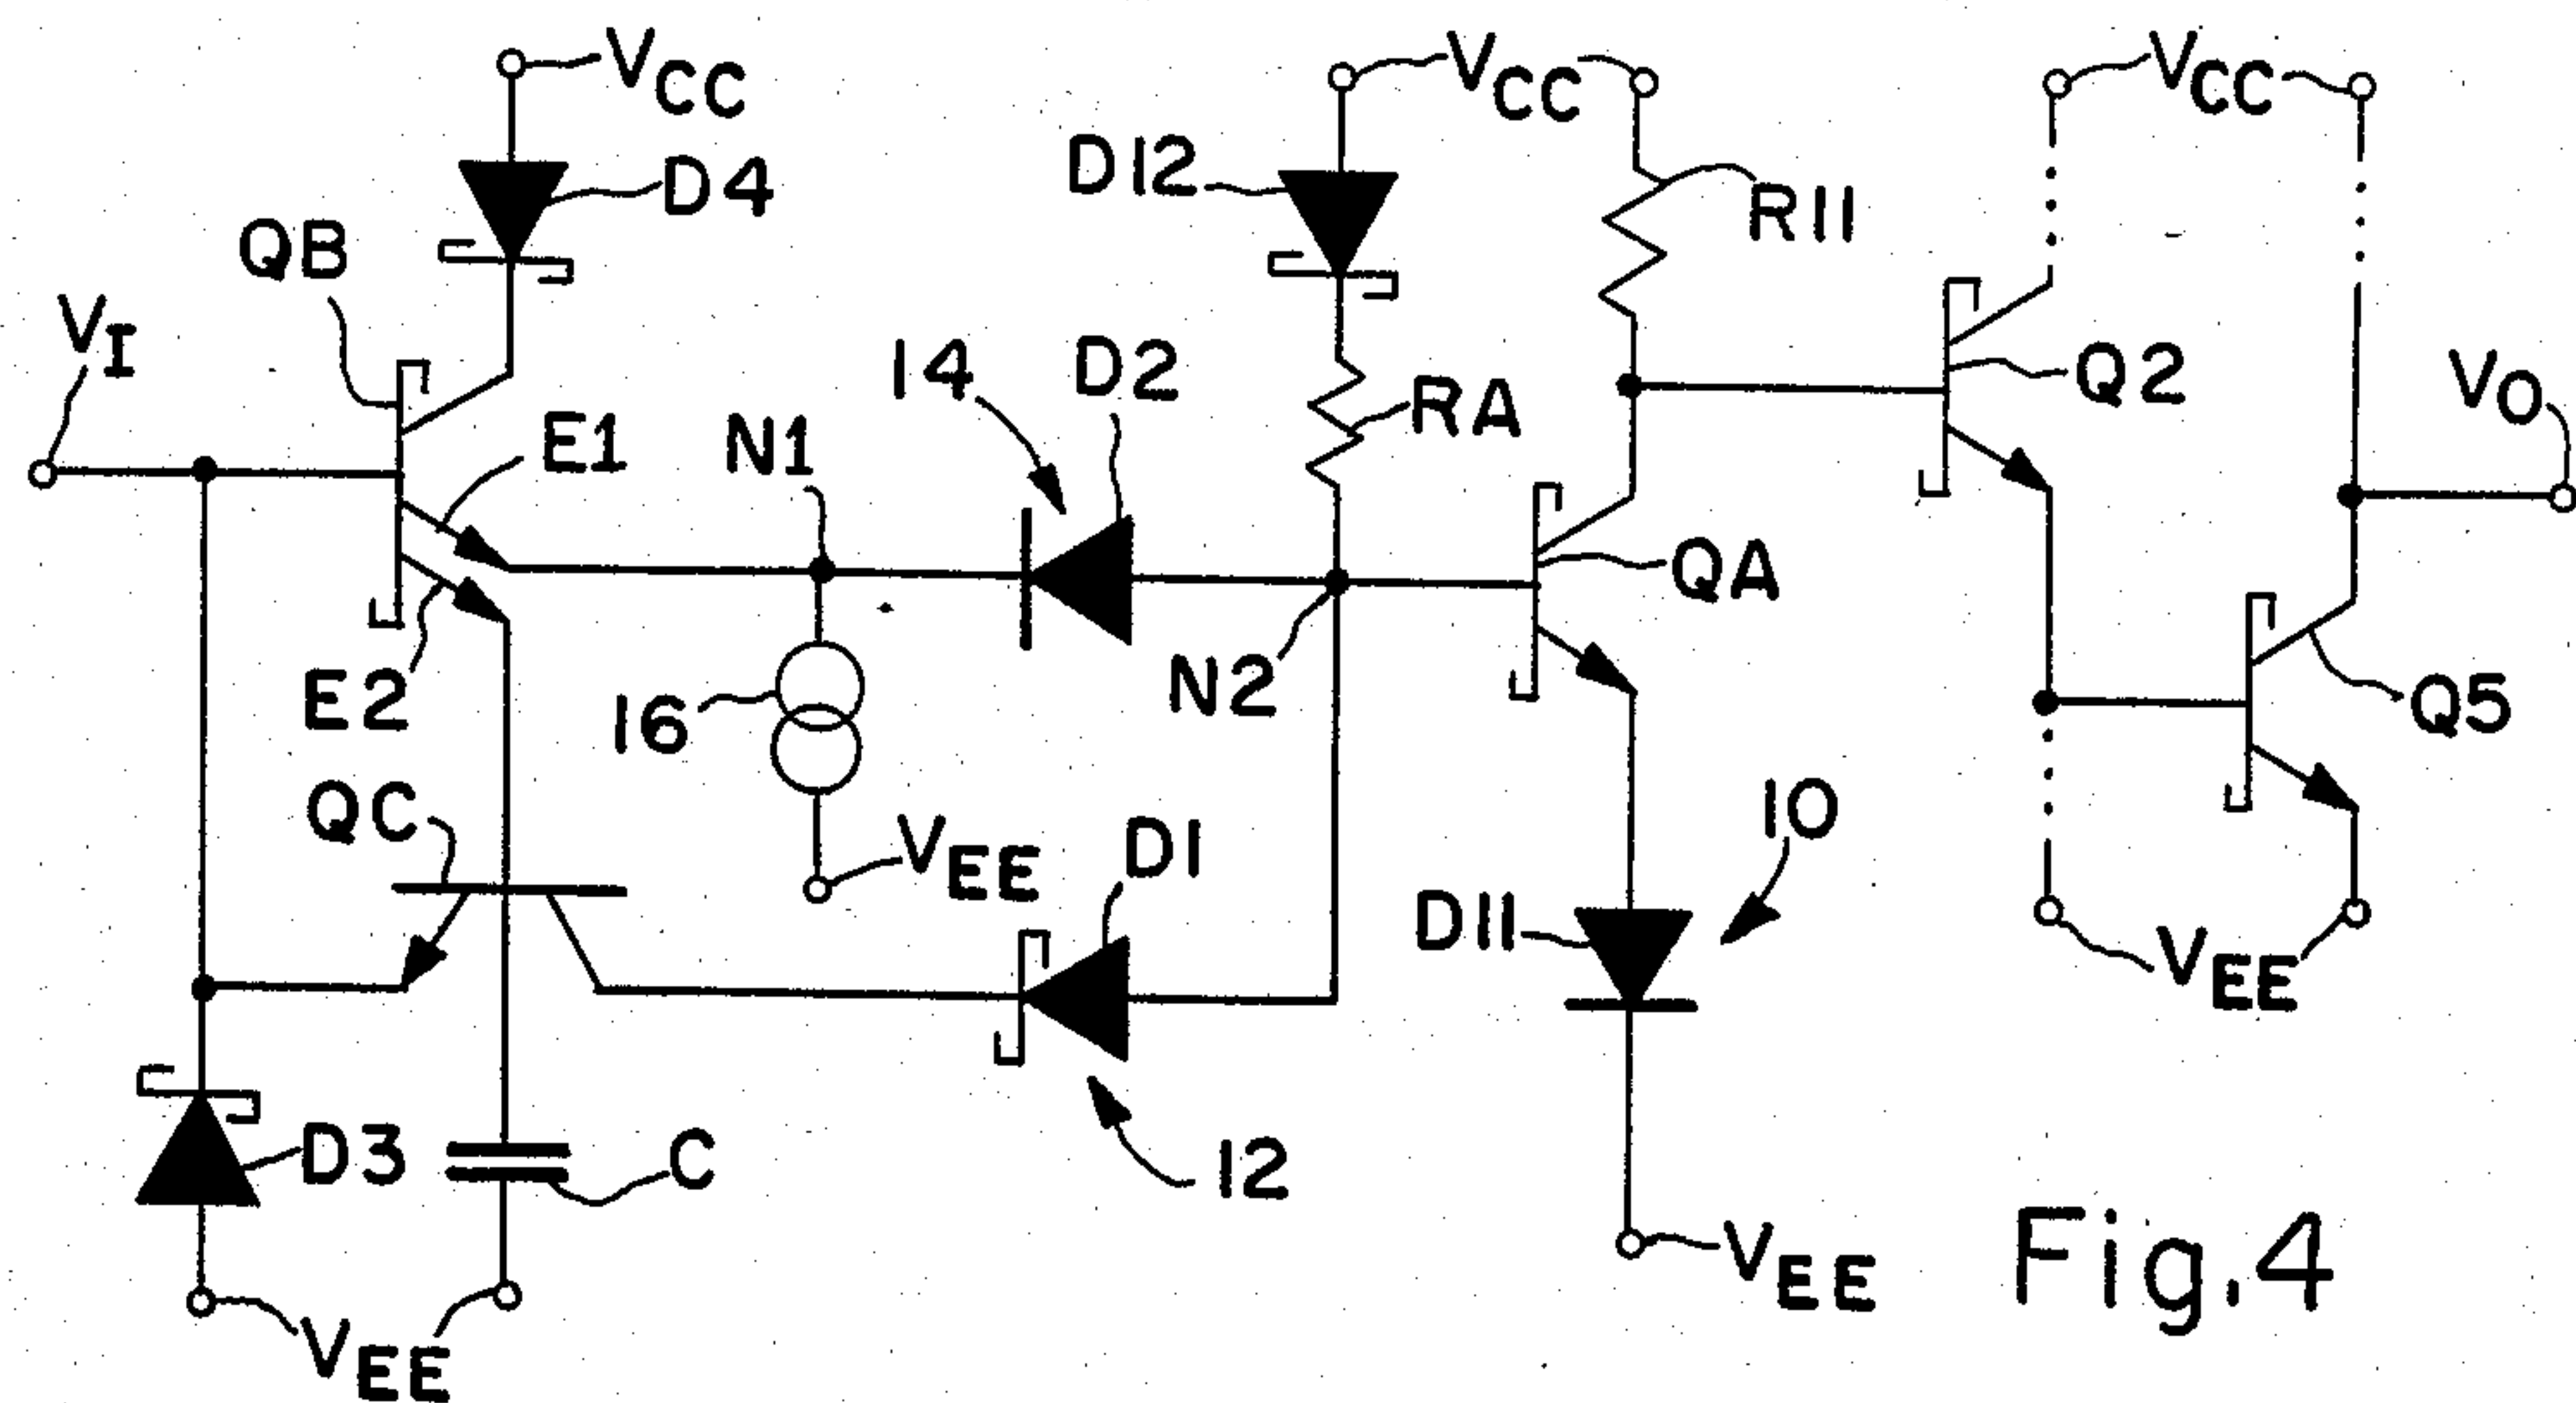 VCC
VCC
VCC
D12
D4
QB
R11
VI
14
D2
Q2
VO
RA
E1
N1
QA
E2
16
N2
Q5
QC
VEE
D1
10
D11
VEE
D3
C
12
VEE
VEE
Fig.4